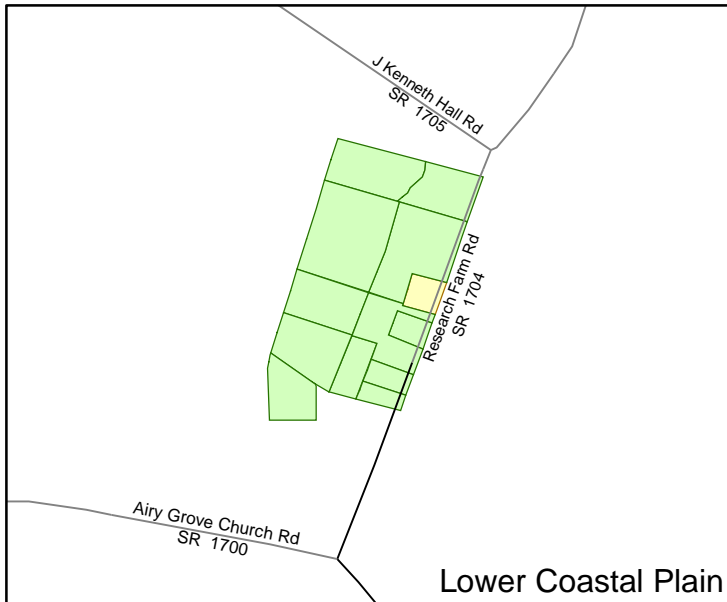 J Kenneth Hall Rd
SR 1705
Research Farm Rd
SR 1704
Airy Grove Church Rd
SR 1700
Lower Coastal Plain